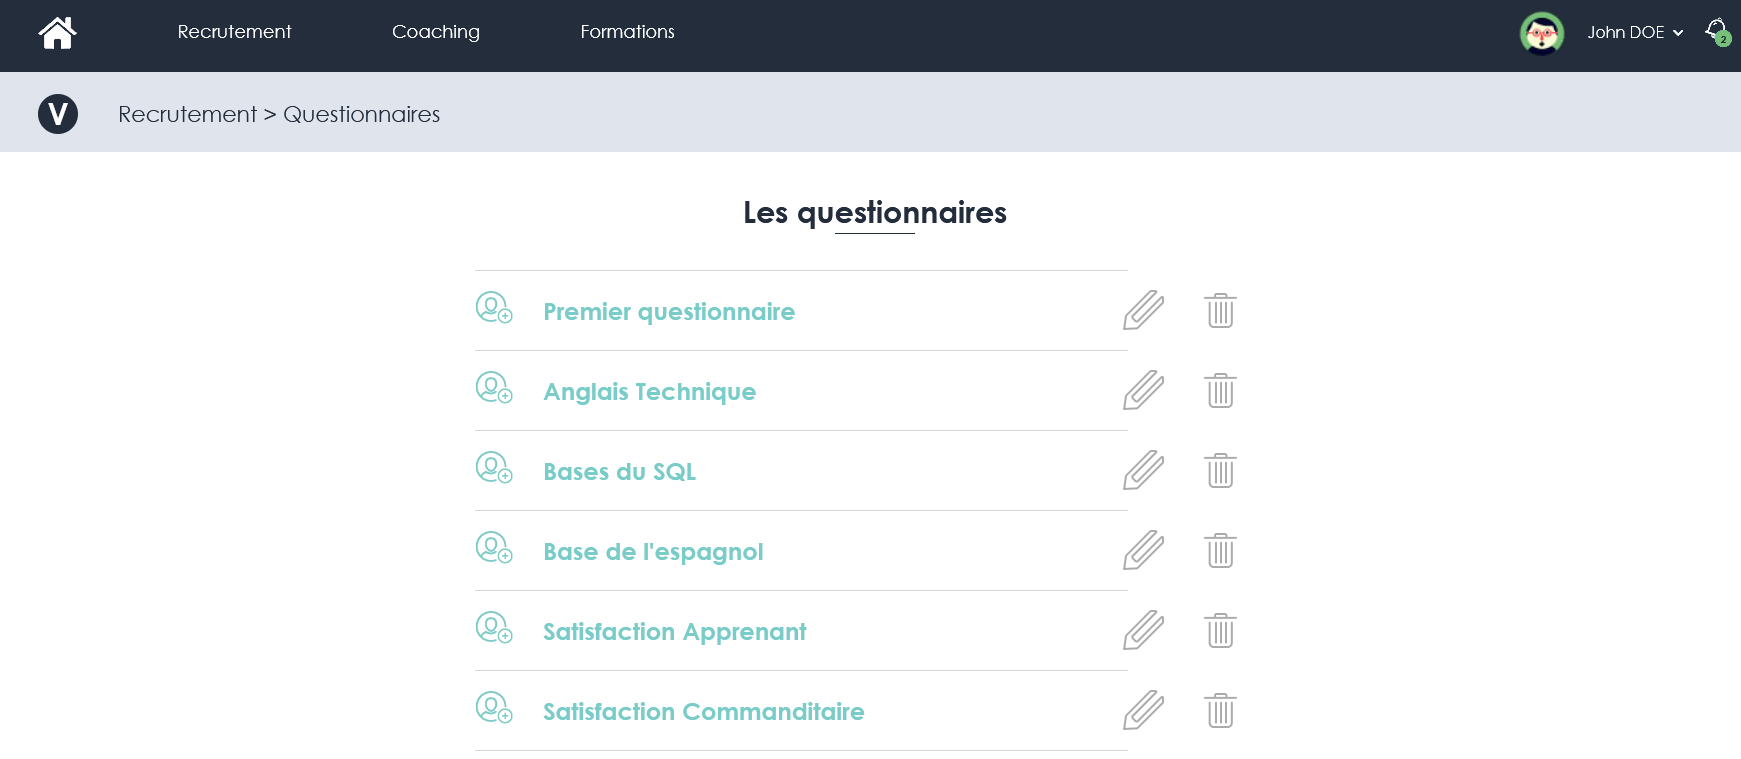 Recrutement Coaching Formations John DOE 2
V Recrutement > Questionnaires
Les questionnaires
Premier questionnaire
Anglais Technique
Bases du SQL
Base de l'espagnol
Satisfaction Apprenant
Satisfaction Commanditaire